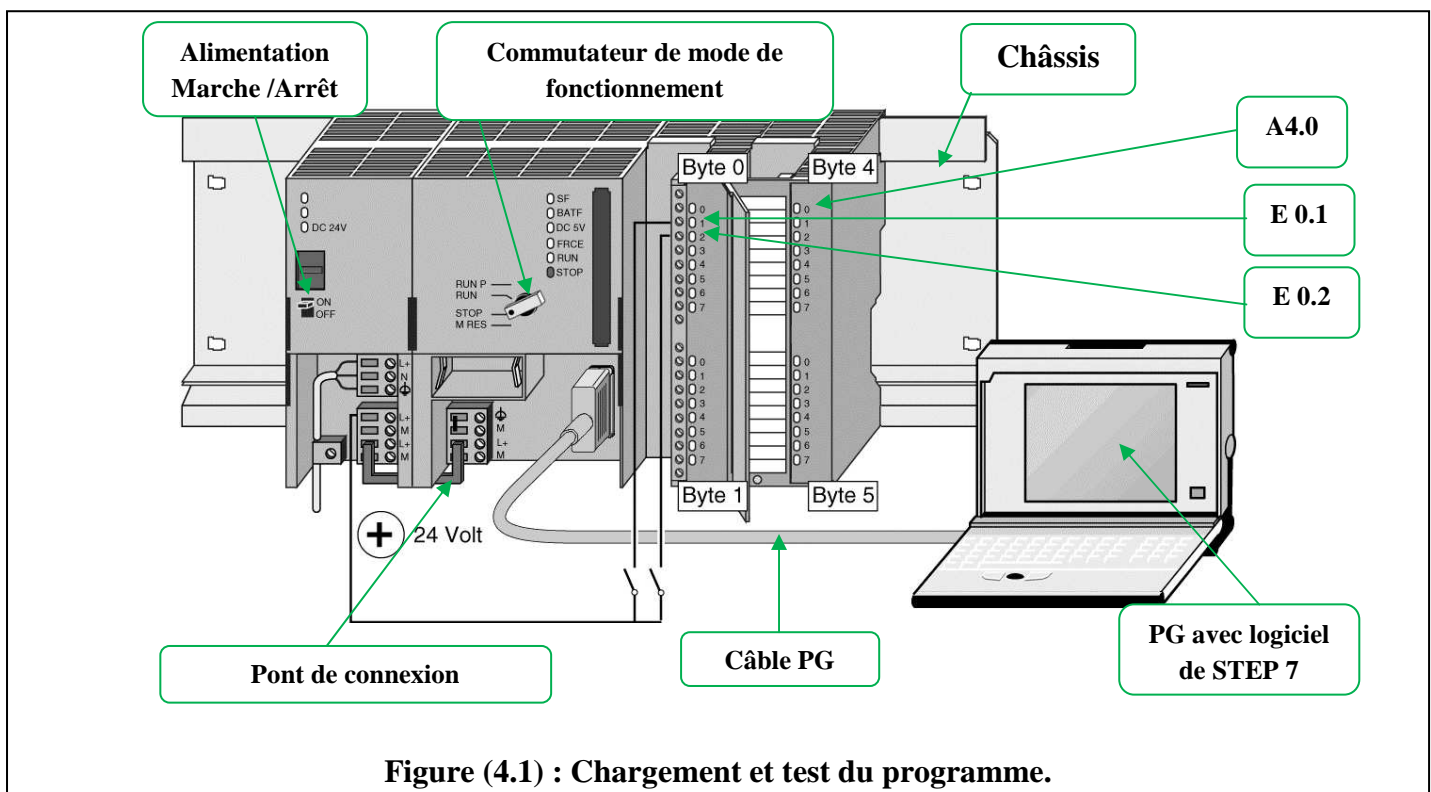 Alimentation
Marche /Arrêt
Commutateur de mode de
fonctionnement
Châssis
A4.0
E 0.1
E 0.2
Byte 0
Byte 4
SF
BATF
DC 5V
FRCE
RUN
STOP
DC 24V
RUN P
RUN
STOP
M RES
ON
OFF
0
1
2
3
4
5
6
7
0
1
2
3
4
5
6
7
0
1
2
3
4
5
6
7
0
1
2
3
4
5
6
7
L+
N
L+
M
L+
M
M
L+
M
Byte 1
Byte 5
+ 24 Volt
Pont de connexion
Câble PG
PG avec logiciel
de STEP 7
Figure (4.1) : Chargement et test du programme.